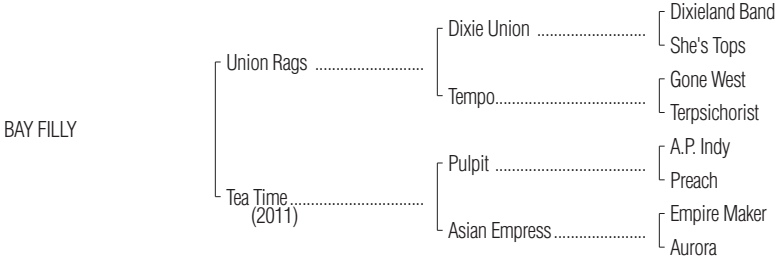 Dixieland Band
Dixie Union ..........................
She's Tops
Union Rags ..........................
Gone West
Tempo....................................
Terpsichorist
BAY FILLY
A.P. Indy
Pulpit ....................................
Preach
Tea Time................................
(2011)
Empire Maker
Asian Empress......................
Aurora